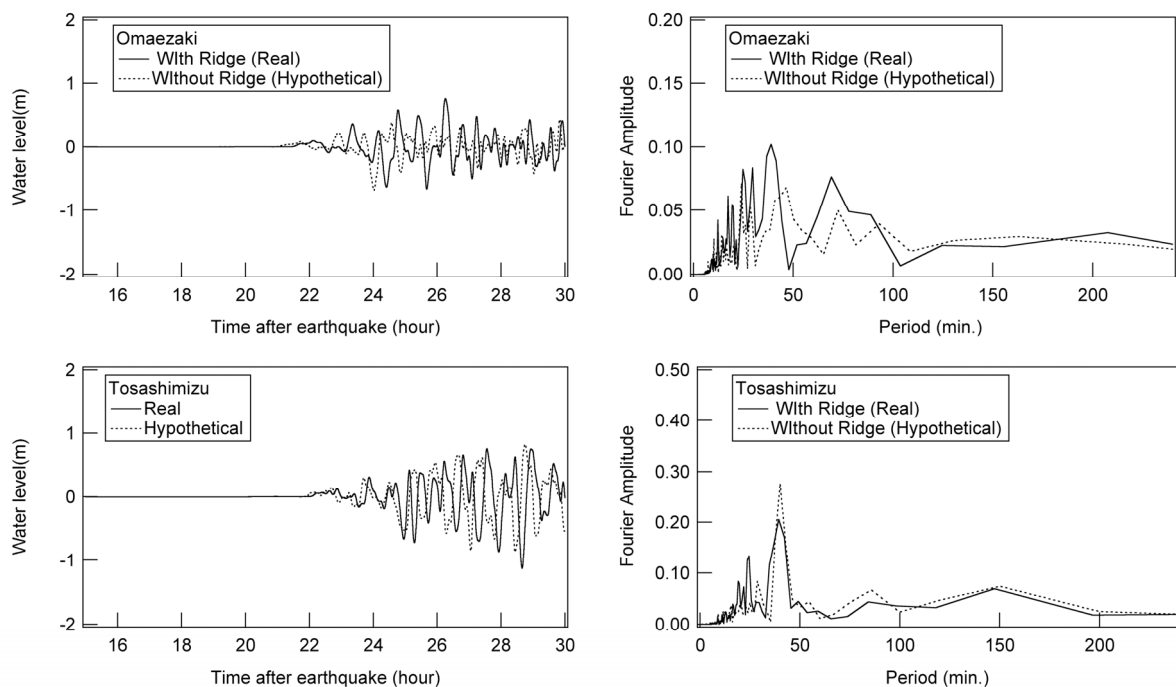 2
1
0
-1
-2
Water level(m)
Omaezaki
WIth Ridge (Real)
WIthout Ridge (Hypothetical)
16 18 20 22 24 26 28 30
Time after earthquake (hour)
0.20
0.15
0.10
0.05
0.00
Fourier Amplitude
Omaezaki
WIth Ridge (Real)
WIthout Ridge (Hypothetical)
0 50 100 150 200
Period (min.)
2
1
0
-1
-2
Water level(m)
Tosashimizu
Real
Hypothetical
16 18 20 22 24 26 28 30
Time after earthquake (hour)
0.50
0.40
0.30
0.20
0.10
0.00
Fourier Amplitude
Tosashimizu
WIth Ridge (Real)
WIthout Ridge (Hypothetical)
0 50 100 150 200
Period (min.)